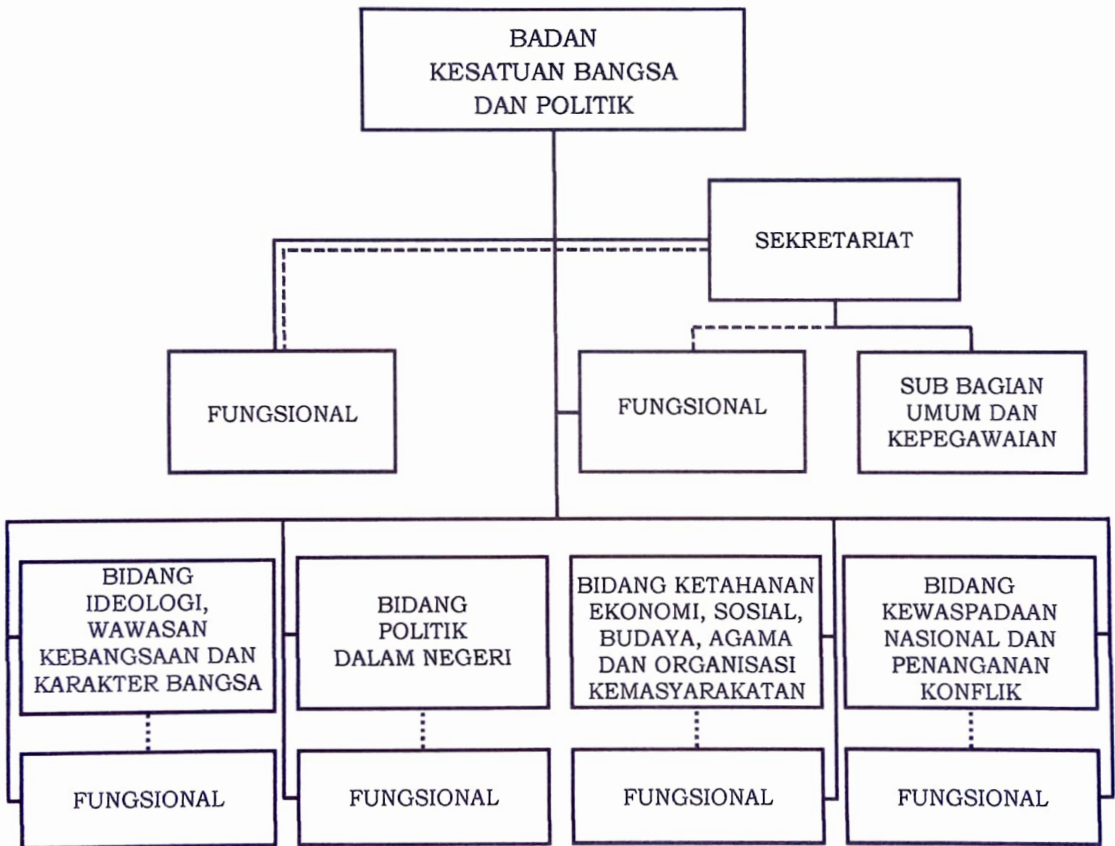 BADAN
KESATUAN BANGSA
DAN POLITIK
SEKRETARIAT
FUNGSIONAL
FUNGSIONAL
SUB BAGIAN
UMUM DAN
KEPEGAWAIAN
BIDANG
IDEOLOGI,
WAWASAN
KEBANGSAAN DAN
KARAKTER BANGSA
BIDANG
POLITIK
DALAM NEGERI
BIDANG KETAHANAN
EKONOMI, SOSIAL,
BUDAYA, AGAMA
DAN ORGANISASI
KEMASYARAKATAN
BIDANG
KEWASPADAAN
NASIONAL DAN
PENANGANAN
KONFLIK
FUNGSIONAL
FUNGSIONAL
FUNGSIONAL
FUNGSIONAL